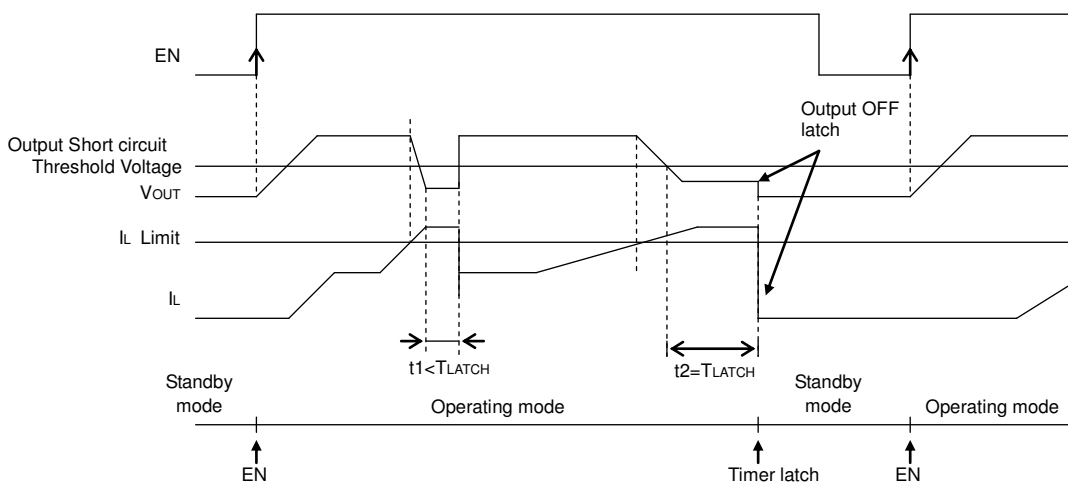 EN
Output OFF
latch
Output Short circuit
Threshold Voltage
VOUT
IL Limit
IL
t1<TLATCH
t2=TLATCH
Standby
mode
Operating mode
Standby
mode
Operating mode
EN
Timer latch
EN